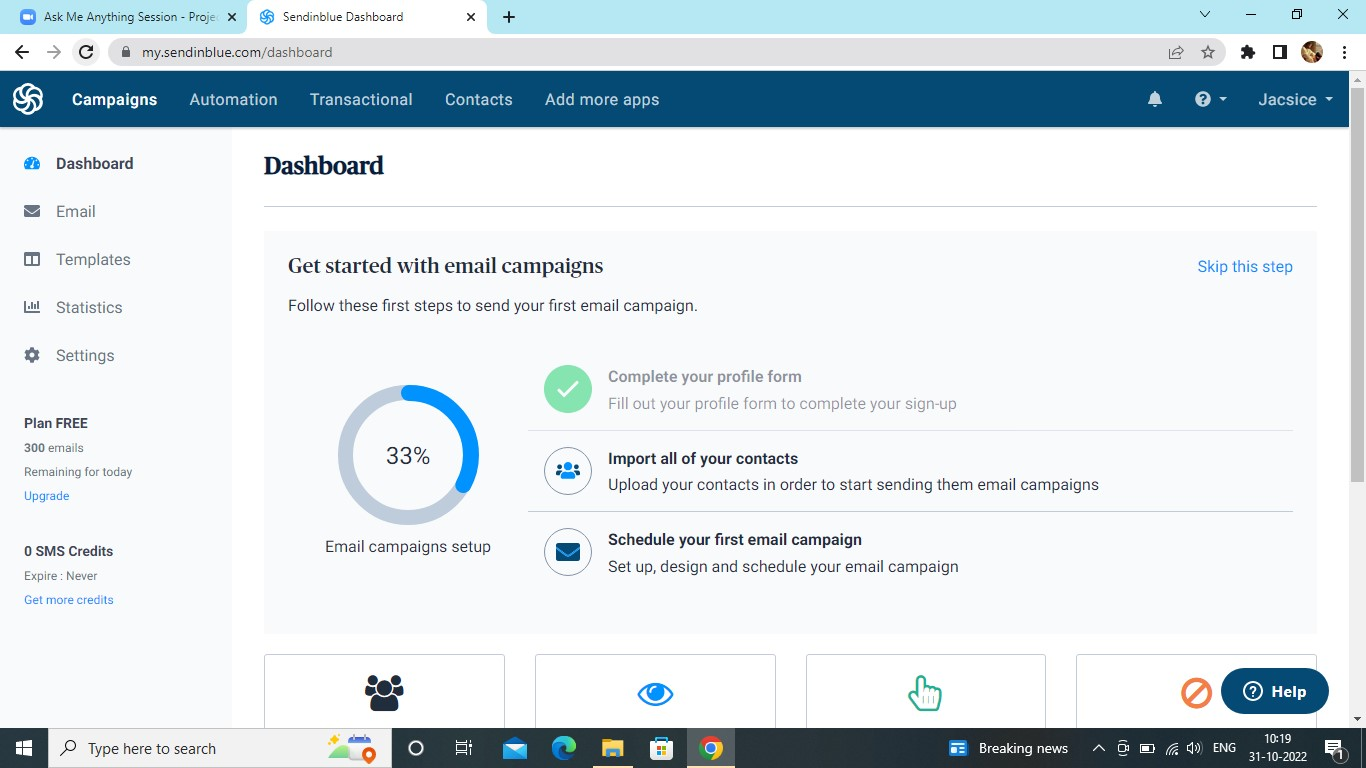 Ask Me Anything Session - Proje
Sendinblue Dashboard
my.sendinblue.com/dashboard
Campaigns
Automation
Transactional
Contacts
Add more apps
Jacsice
Dashboard
Email
Templates
Statistics
Settings
Plan FREE
300 emails
Remaining for today
Upgrade
0 SMS Credits
Expire : Never
Get more credits
Dashboard
Get started with email campaigns
Skip this step
Follow these first steps to send your first email campaign.
33%
Email campaigns setup
Complete your profile form
Fill out your profile form to complete your sign-up
Import all of your contacts
Upload your contacts in order to start sending them email campaigns
Schedule your first email campaign
Set up, design and schedule your email campaign
Help
Type here to search
Breaking news
ENG
10:19
31-10-2022
1